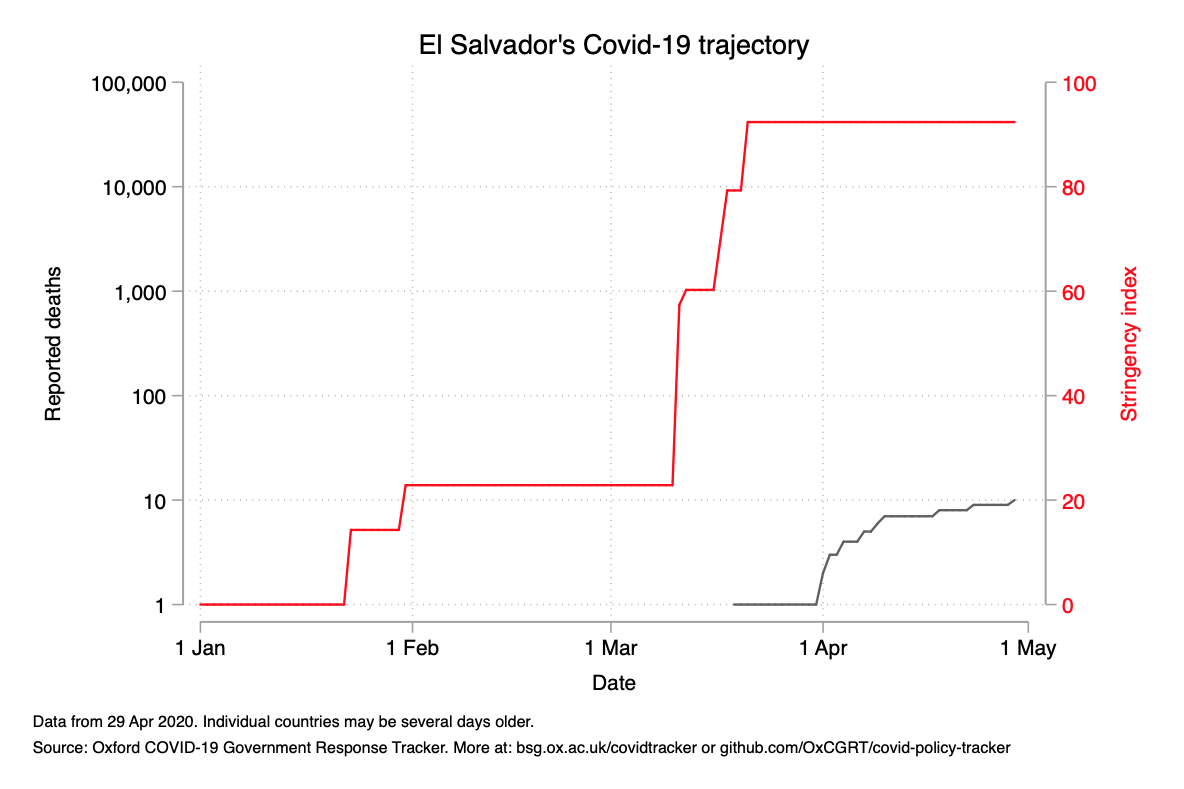 El Salvador's Covid-19 trajectory
100,000
10,000
1,000
100
10
1
Reported deaths
100
80
60
40
20
0
Stringency index
1 Jan
1 Feb
1 Mar
1 Apr
1 May
Date
Data from 29 Apr 2020. Individual countries may be several days older.
Source: Oxford COVID-19 Government Response Tracker. More at: bsg.ox.ac.uk/covidtracker or github.com/OxCGRT/covid-policy-tracker